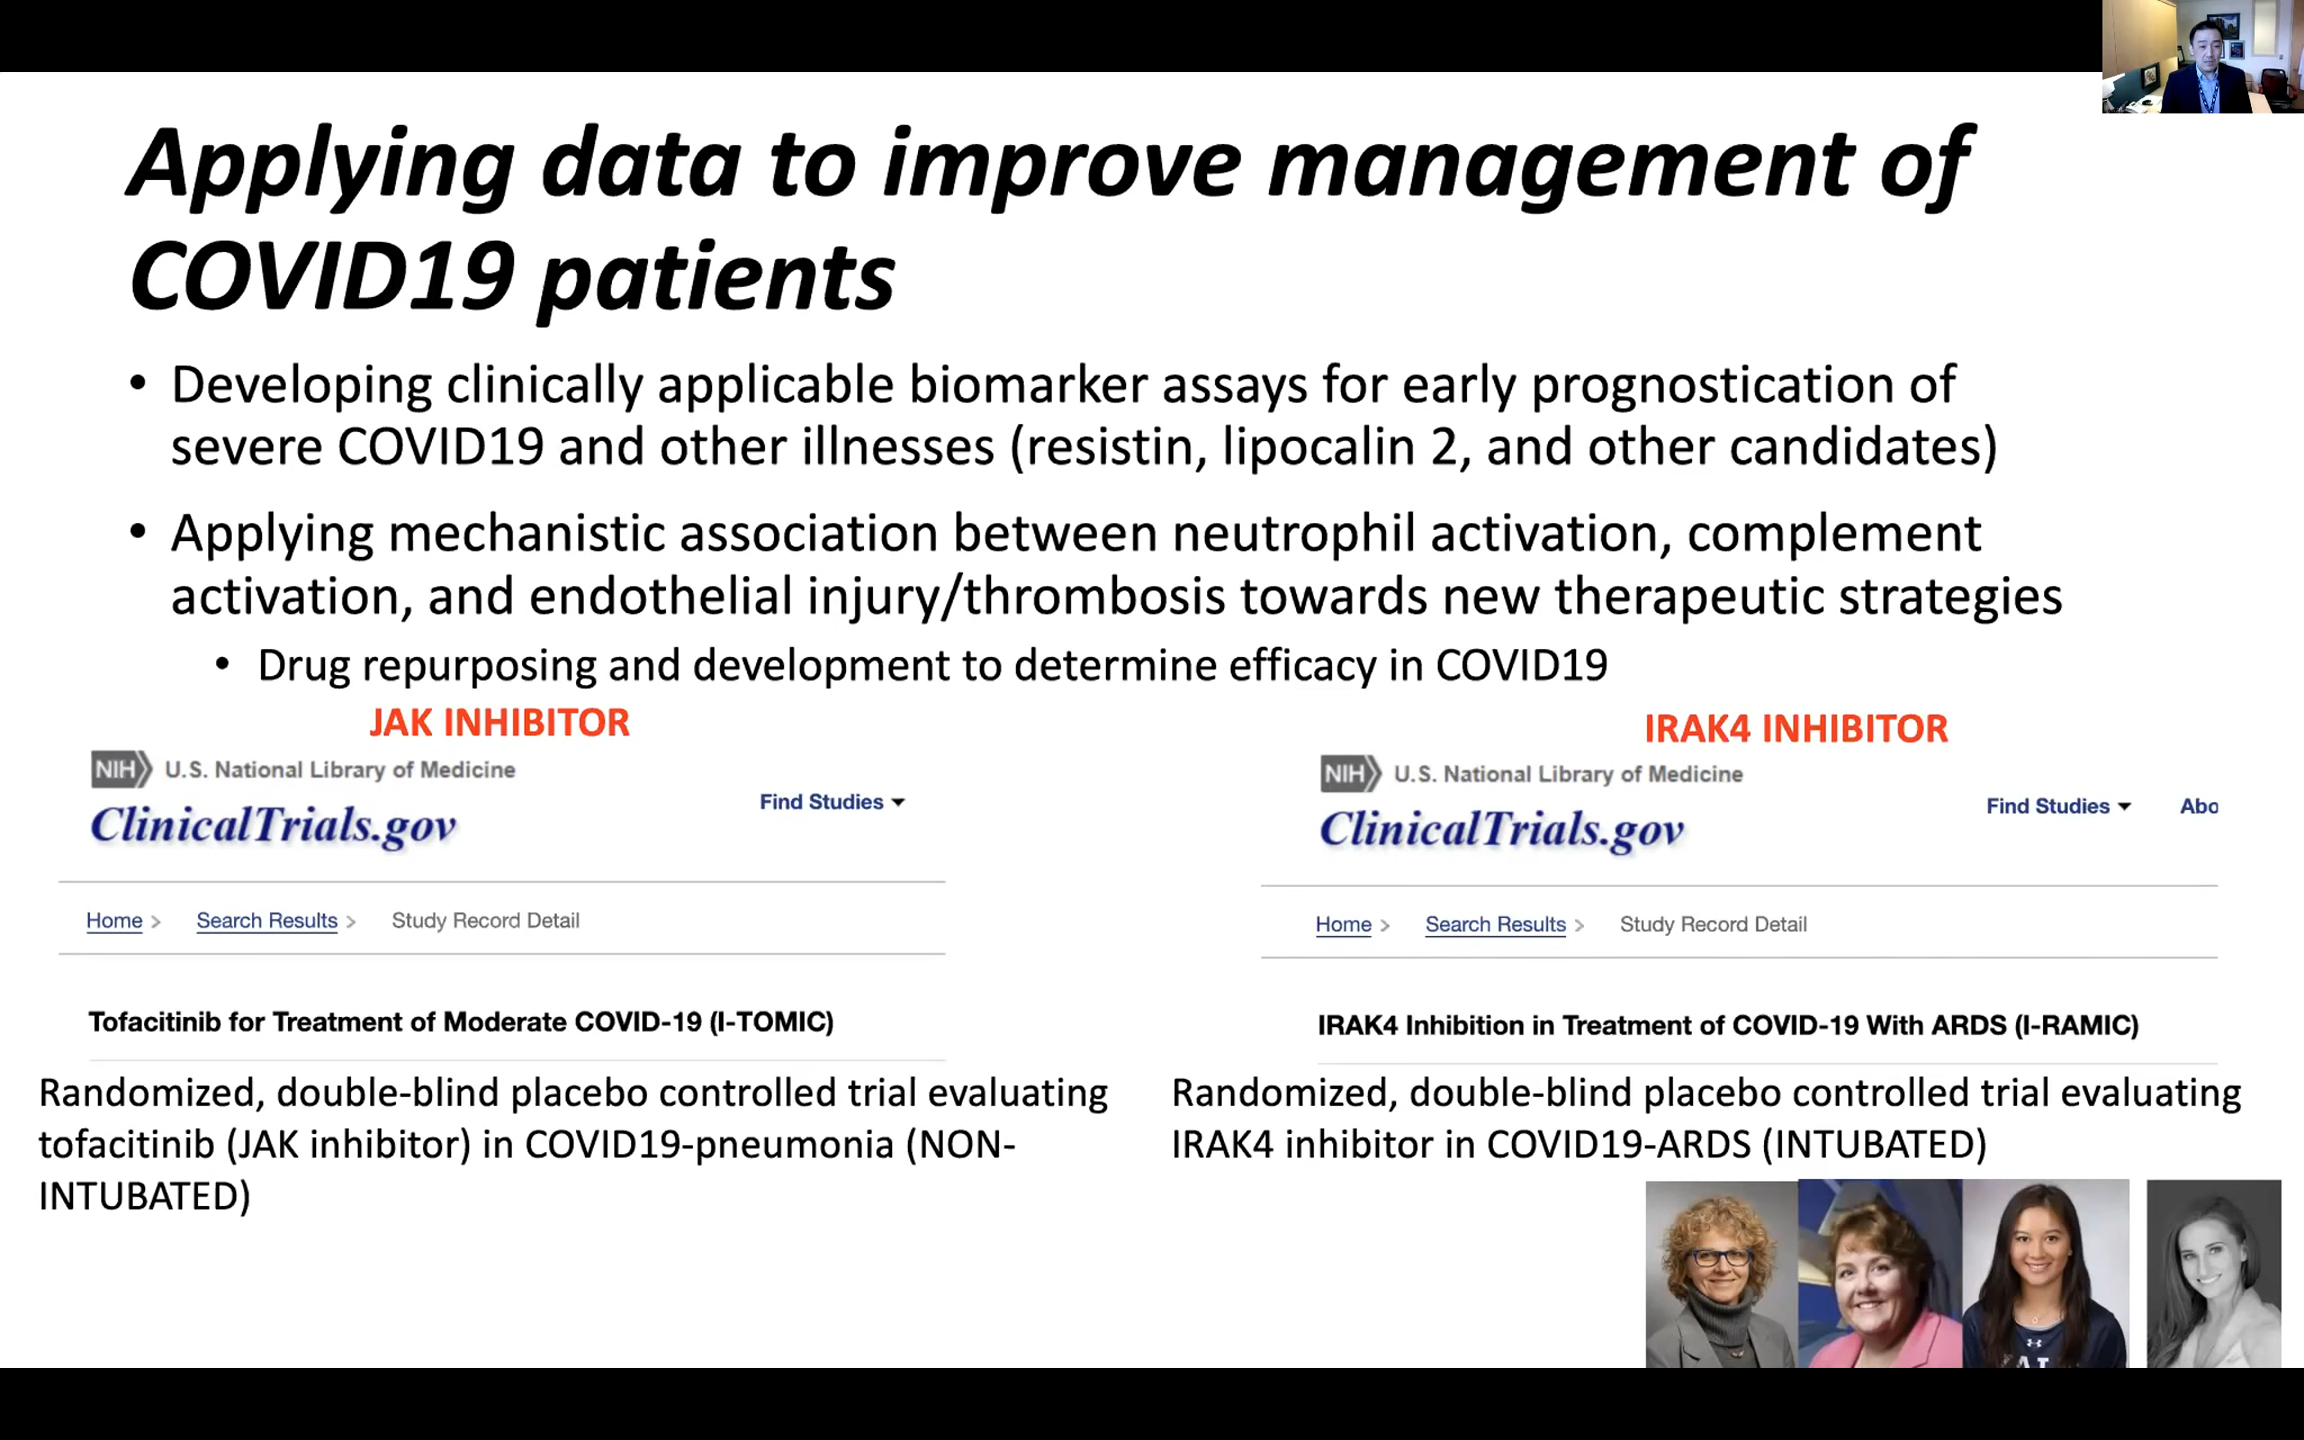 Applying data to improve management of
COVID19 patients
• Developing clinically applicable biomarker assays for early prognostication of
severe COVID19 and other illnesses (resistin, lipocalin 2, and other candidates)
• Applying mechanistic association between neutrophil activation, complement
activation, and endothelial injury/thrombosis towards new therapeutic strategies
• Drug repurposing and development to determine efficacy in COVID19
JAK INHIBITOR
NIH U.S. National Library of Medicine
ClinicalTrials.gov
Find Studies
Home > Search Results > Study Record Detail
Tofacitinib for Treatment of Moderate COVID-19 (I-TOMIC)
Randomized, double-blind placebo controlled trial evaluating
tofacitinib (JAK inhibitor) in COVID19-pneumonia (NON-
INTUBATED)
IRAK4 INHIBITOR
NIH U.S. National Library of Medicine
ClinicalTrials.gov
Find Studies Abo
Home > Search Results > Study Record Detail
IRAK4 Inhibition in Treatment of COVID-19 With ARDS (I-RAMIC)
Randomized, double-blind placebo controlled trial evaluating
IRAK4 inhibitor in COVID19-ARDS (INTUBATED)